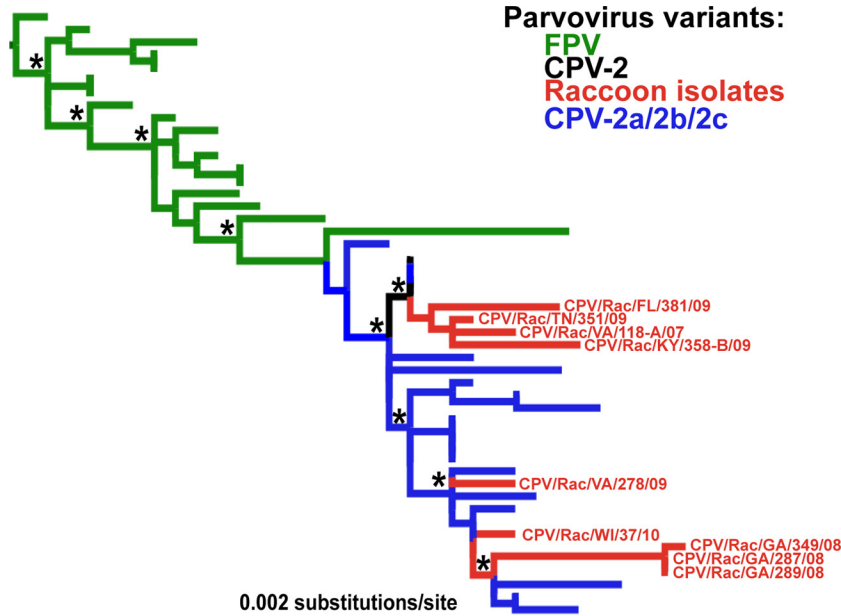 Parvovirus variants:
FPV
CPV-2
Raccoon isolates
CPV-2a/2b/2c
*
*
*
*
*
*
CPV/Rac/FL/381/09
CPV/Rac/TN/351/09
CPV/Rac/VA/118-A/07
CPV/Rac/KY/358-B/09
*
*
CPV/Rac/VA/278/09
CPV/Rac/WI/37/10
CPV/Rac/GA/349/08
*
CPV/Rac/GA/287/08
CPV/Rac/GA/289/08
0.002 substitutions/site